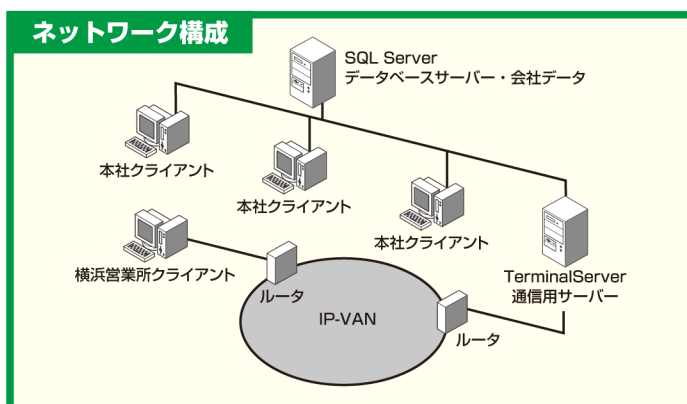 ネットワーク構成
SQL Server
データベースサーバー・会社データ
本社クライアント
本社クライアント
本社クライアント
横浜営業所クライアント
ルータ
IP-VAN
ルータ
TerminalServer
通信用サーバー